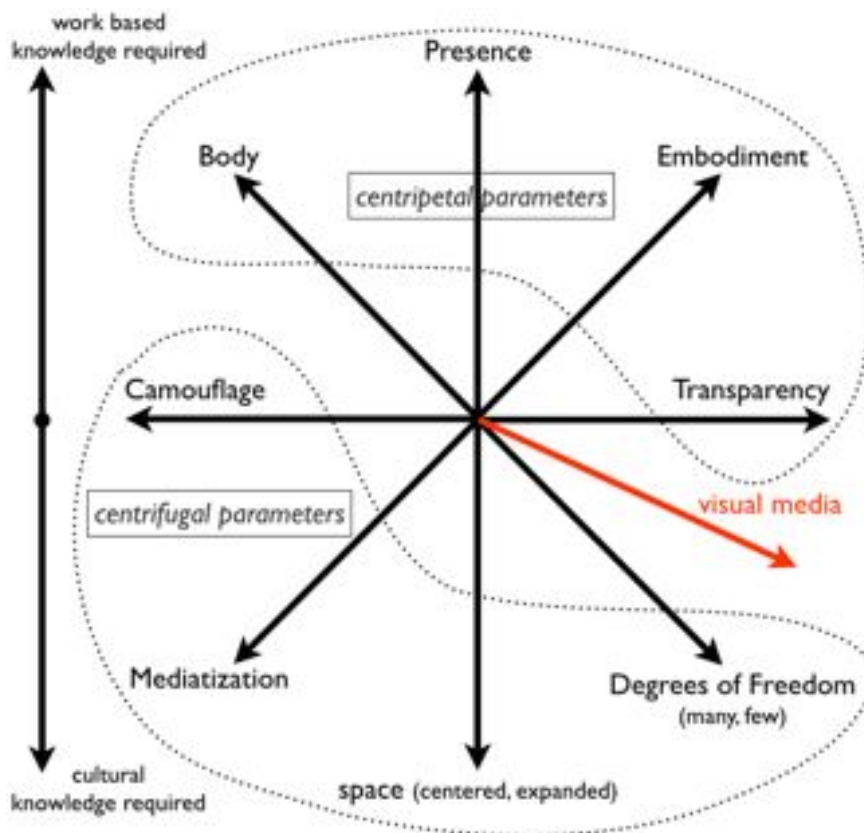 work based
knowledge required
Presence
Body
Embodiment
centripetal parameters
Camouflage
Transparency
centrifugal parameters
visual media
Mediatization
Degrees of Freedom
(many, few)
cultural
knowledge required
space (centered, expanded)